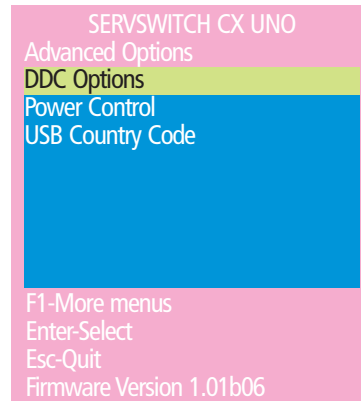 SERVSWITCH CX UNO
Advanced Options
DDC Options
Power Control
USB Country Code
F1-More menus
Enter-Select
Esc-Quit
Firmware Version 1.01b06